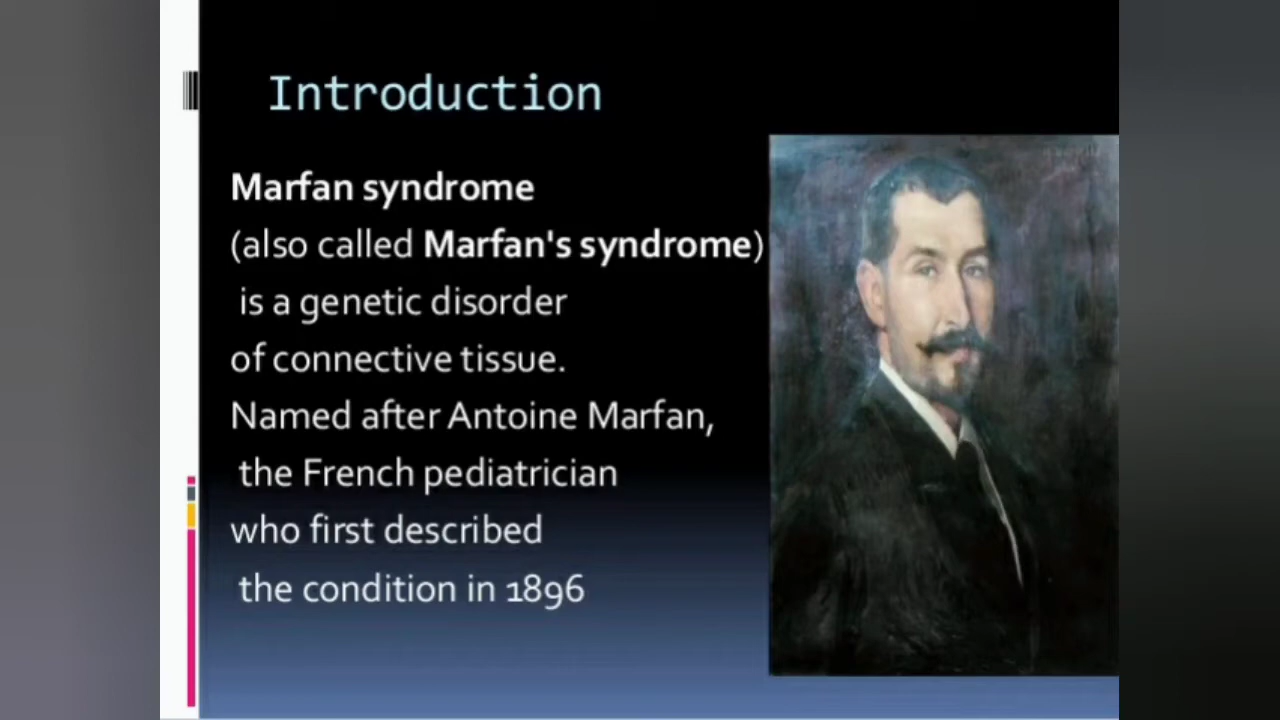 Introduction
Marfan syndrome
(also called Marfan's syndrome)
is a genetic disorder
of connective tissue.
Named after Antoine Marfan,
the French pediatrician
who first described
the condition in 1896